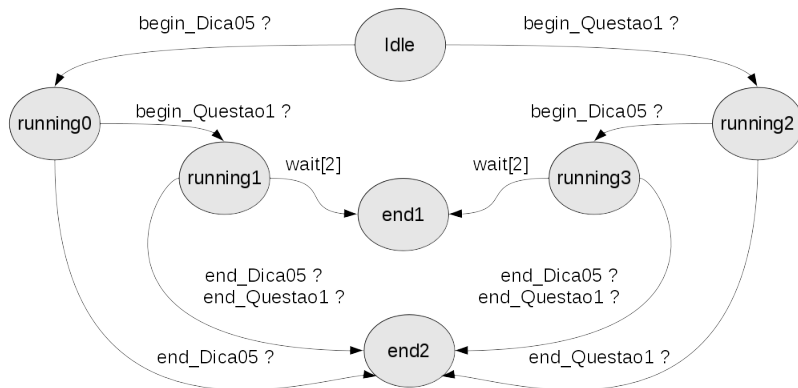 begin_Dica05 ?
Idle
begin_Questao1 ?
running0
begin_Questao1 ?
begin_Dica05 ?
running2
running1
wait[2]
wait[2]
running3
end1
end_Dica05 ?
end_Questao1 ?
end_Dica05 ?
end_Questao1 ?
end_Dica05 ?
end2
end_Questao1 ?